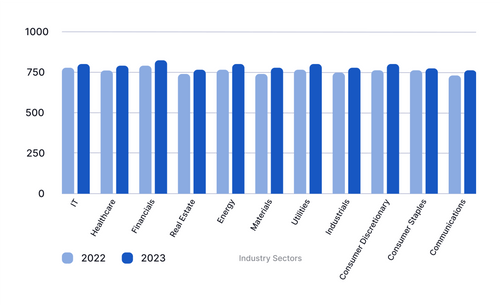 1000
750
500
250
0
IT
Healthcare
Financials
Real Estate
Energy
Materials
Utilities
Industrials
Consumer Discretionary
Consumer Staples
Communications
2022
2023
Industry Sectors